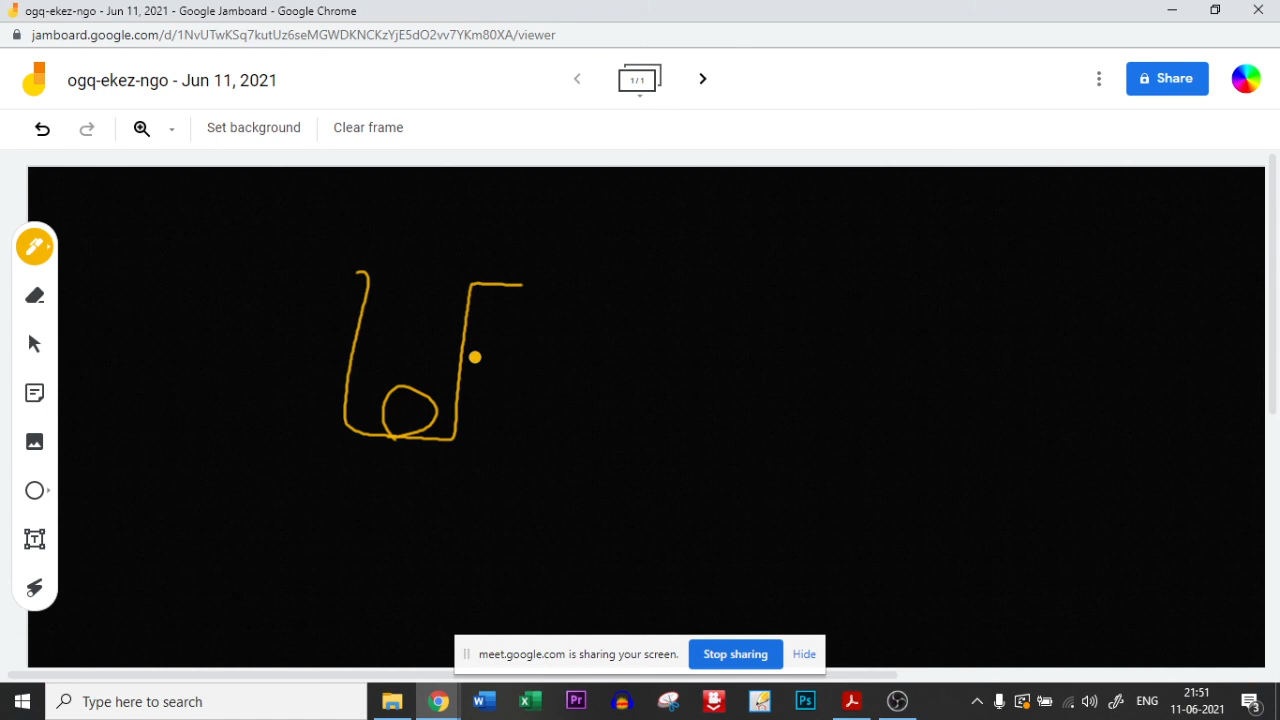 ogq-ekez-ngo - Jun 11, 2021 - Google Jamboard - Google Chrome
jamboard.google.com/d/1NvUTwKSq7kutUz6seMGWDKNCKzYjE5dO2vv7YKm80XA/viewer
ogq-ekez-ngo - Jun 11, 2021
1/1
Share
Set background
Clear frame
meet.google.com is sharing your screen.
Stop sharing
Hide
Type here to search
ENG
21:51
11-06-2021
3